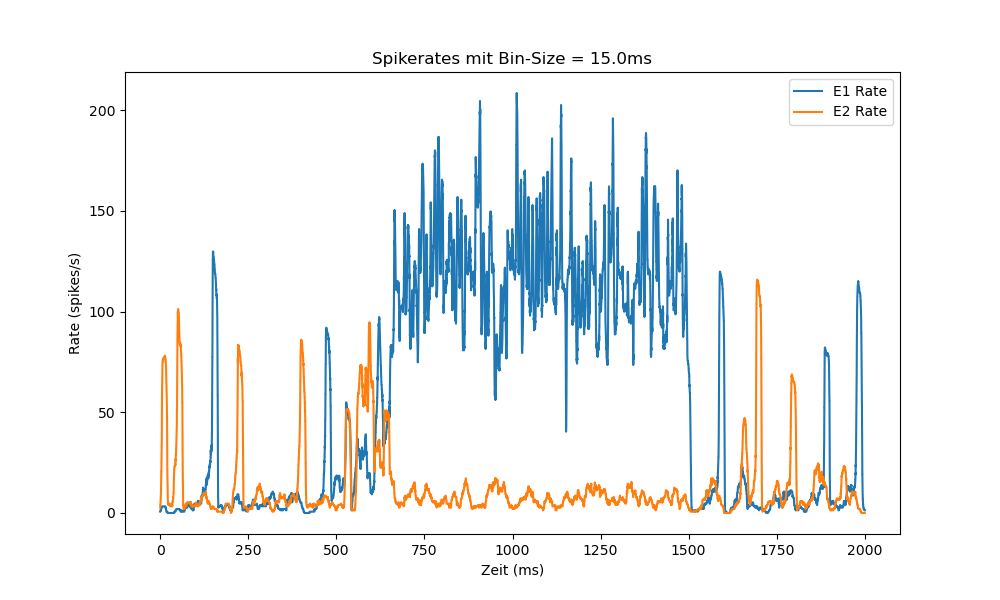 Spikerates mit Bin-Size = 15.0ms
E1 Rate
E2 Rate
Rate (spikes/s)
200
150
100
50
0
0 250 500 750 1000 1250 1500 1750 2000
Zeit (ms)